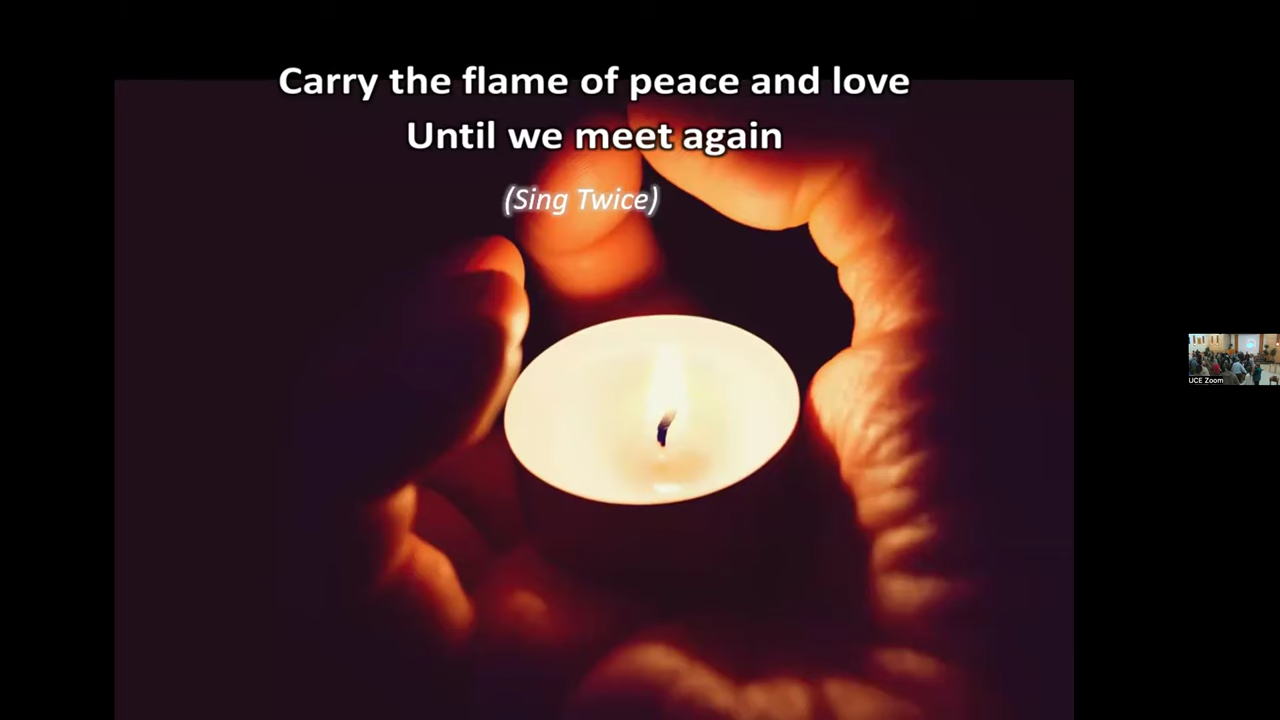 Carry the flame of peace and love
Until we meet again
(Sing Twice)
UCE Zoom